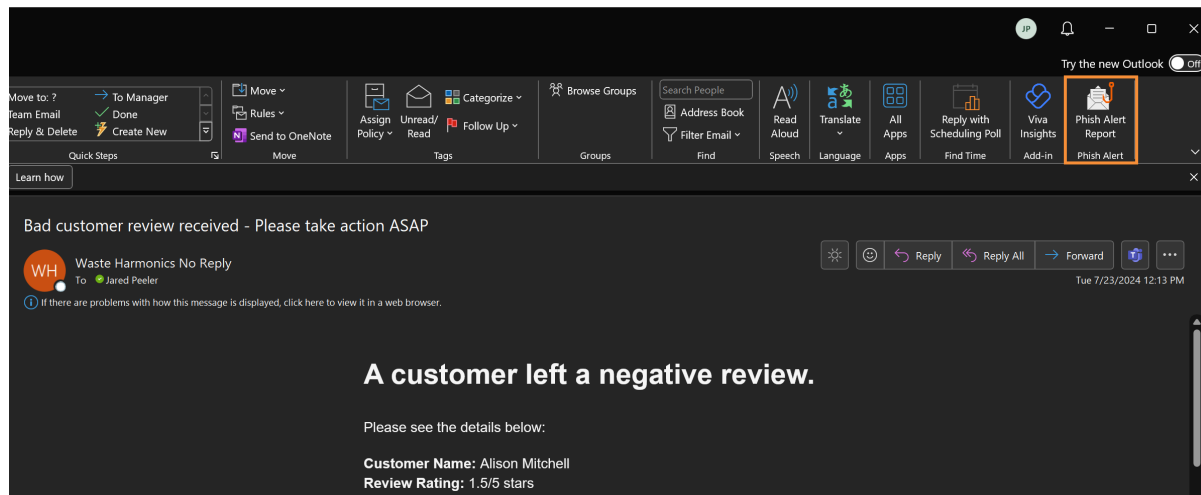 JP
Try the new Outlook Off
Move to: ? To Manager
Team Email Done
Reply & Delete Create New
Quick Steps
Move
Rules
Send to OneNote
Move
Assign Policy
Unread/ Read
Categorize
Follow Up
Tags
Browse Groups
Groups
Search People
Address Book
Filter Email
Find
Read Aloud
Speech
Translate
Language
All Apps
Apps
Reply with Scheduling Poll
Find Time
Viva Insights
Add-in
Phish Alert Report
Phish Alert
Learn how
Bad customer review received - Please take action ASAP
WH
Waste Harmonics No Reply
To Jared Peeler
Reply Reply All Forward
Tue 7/23/2024 12:13 PM
If there are problems with how this message is displayed, click here to view it in a web browser.
A customer left a negative review.
Please see the details below:
Customer Name: Alison Mitchell
Review Rating: 1.5/5 stars